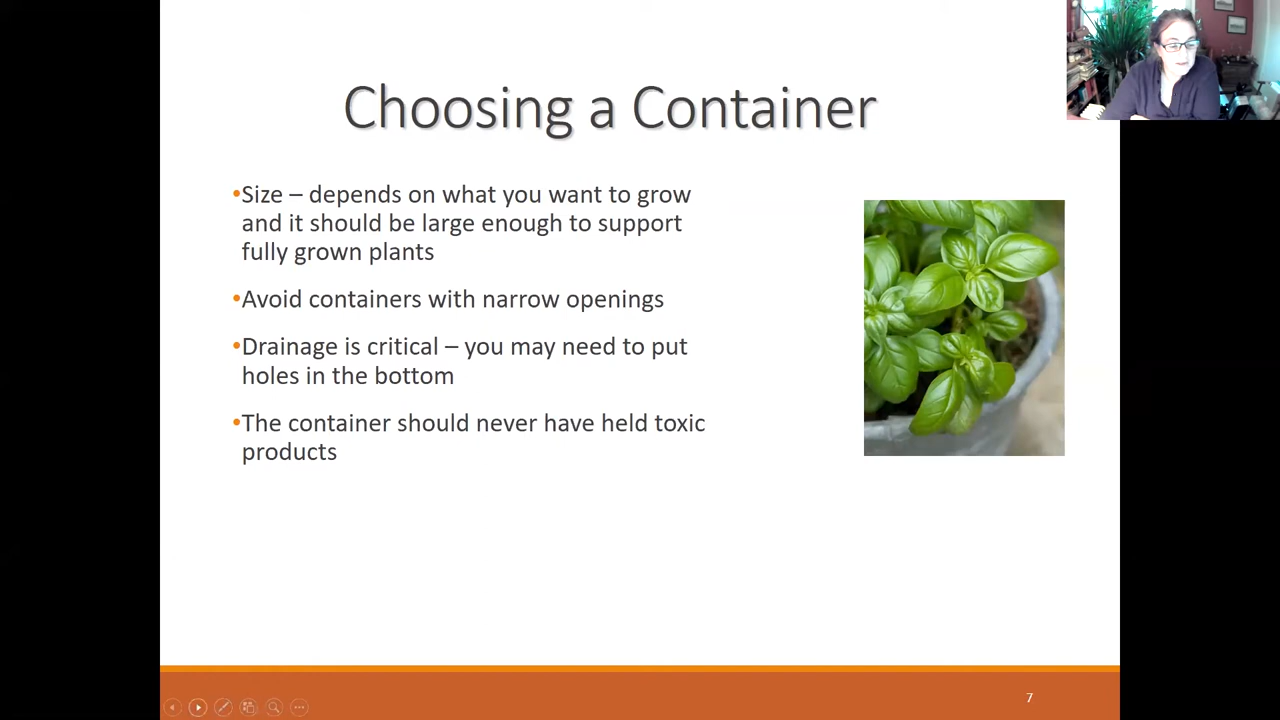 Choosing a Container
•Size – depends on what you want to grow
and it should be large enough to support
fully grown plants
•Avoid containers with narrow openings
•Drainage is critical – you may need to put
holes in the bottom
•The container should never have held toxic
products
7